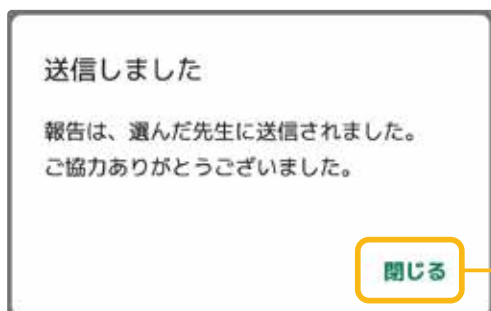 送信しました
報告は、選んだ先生に送信されました。
ご協力ありがとうございました。
閉じる